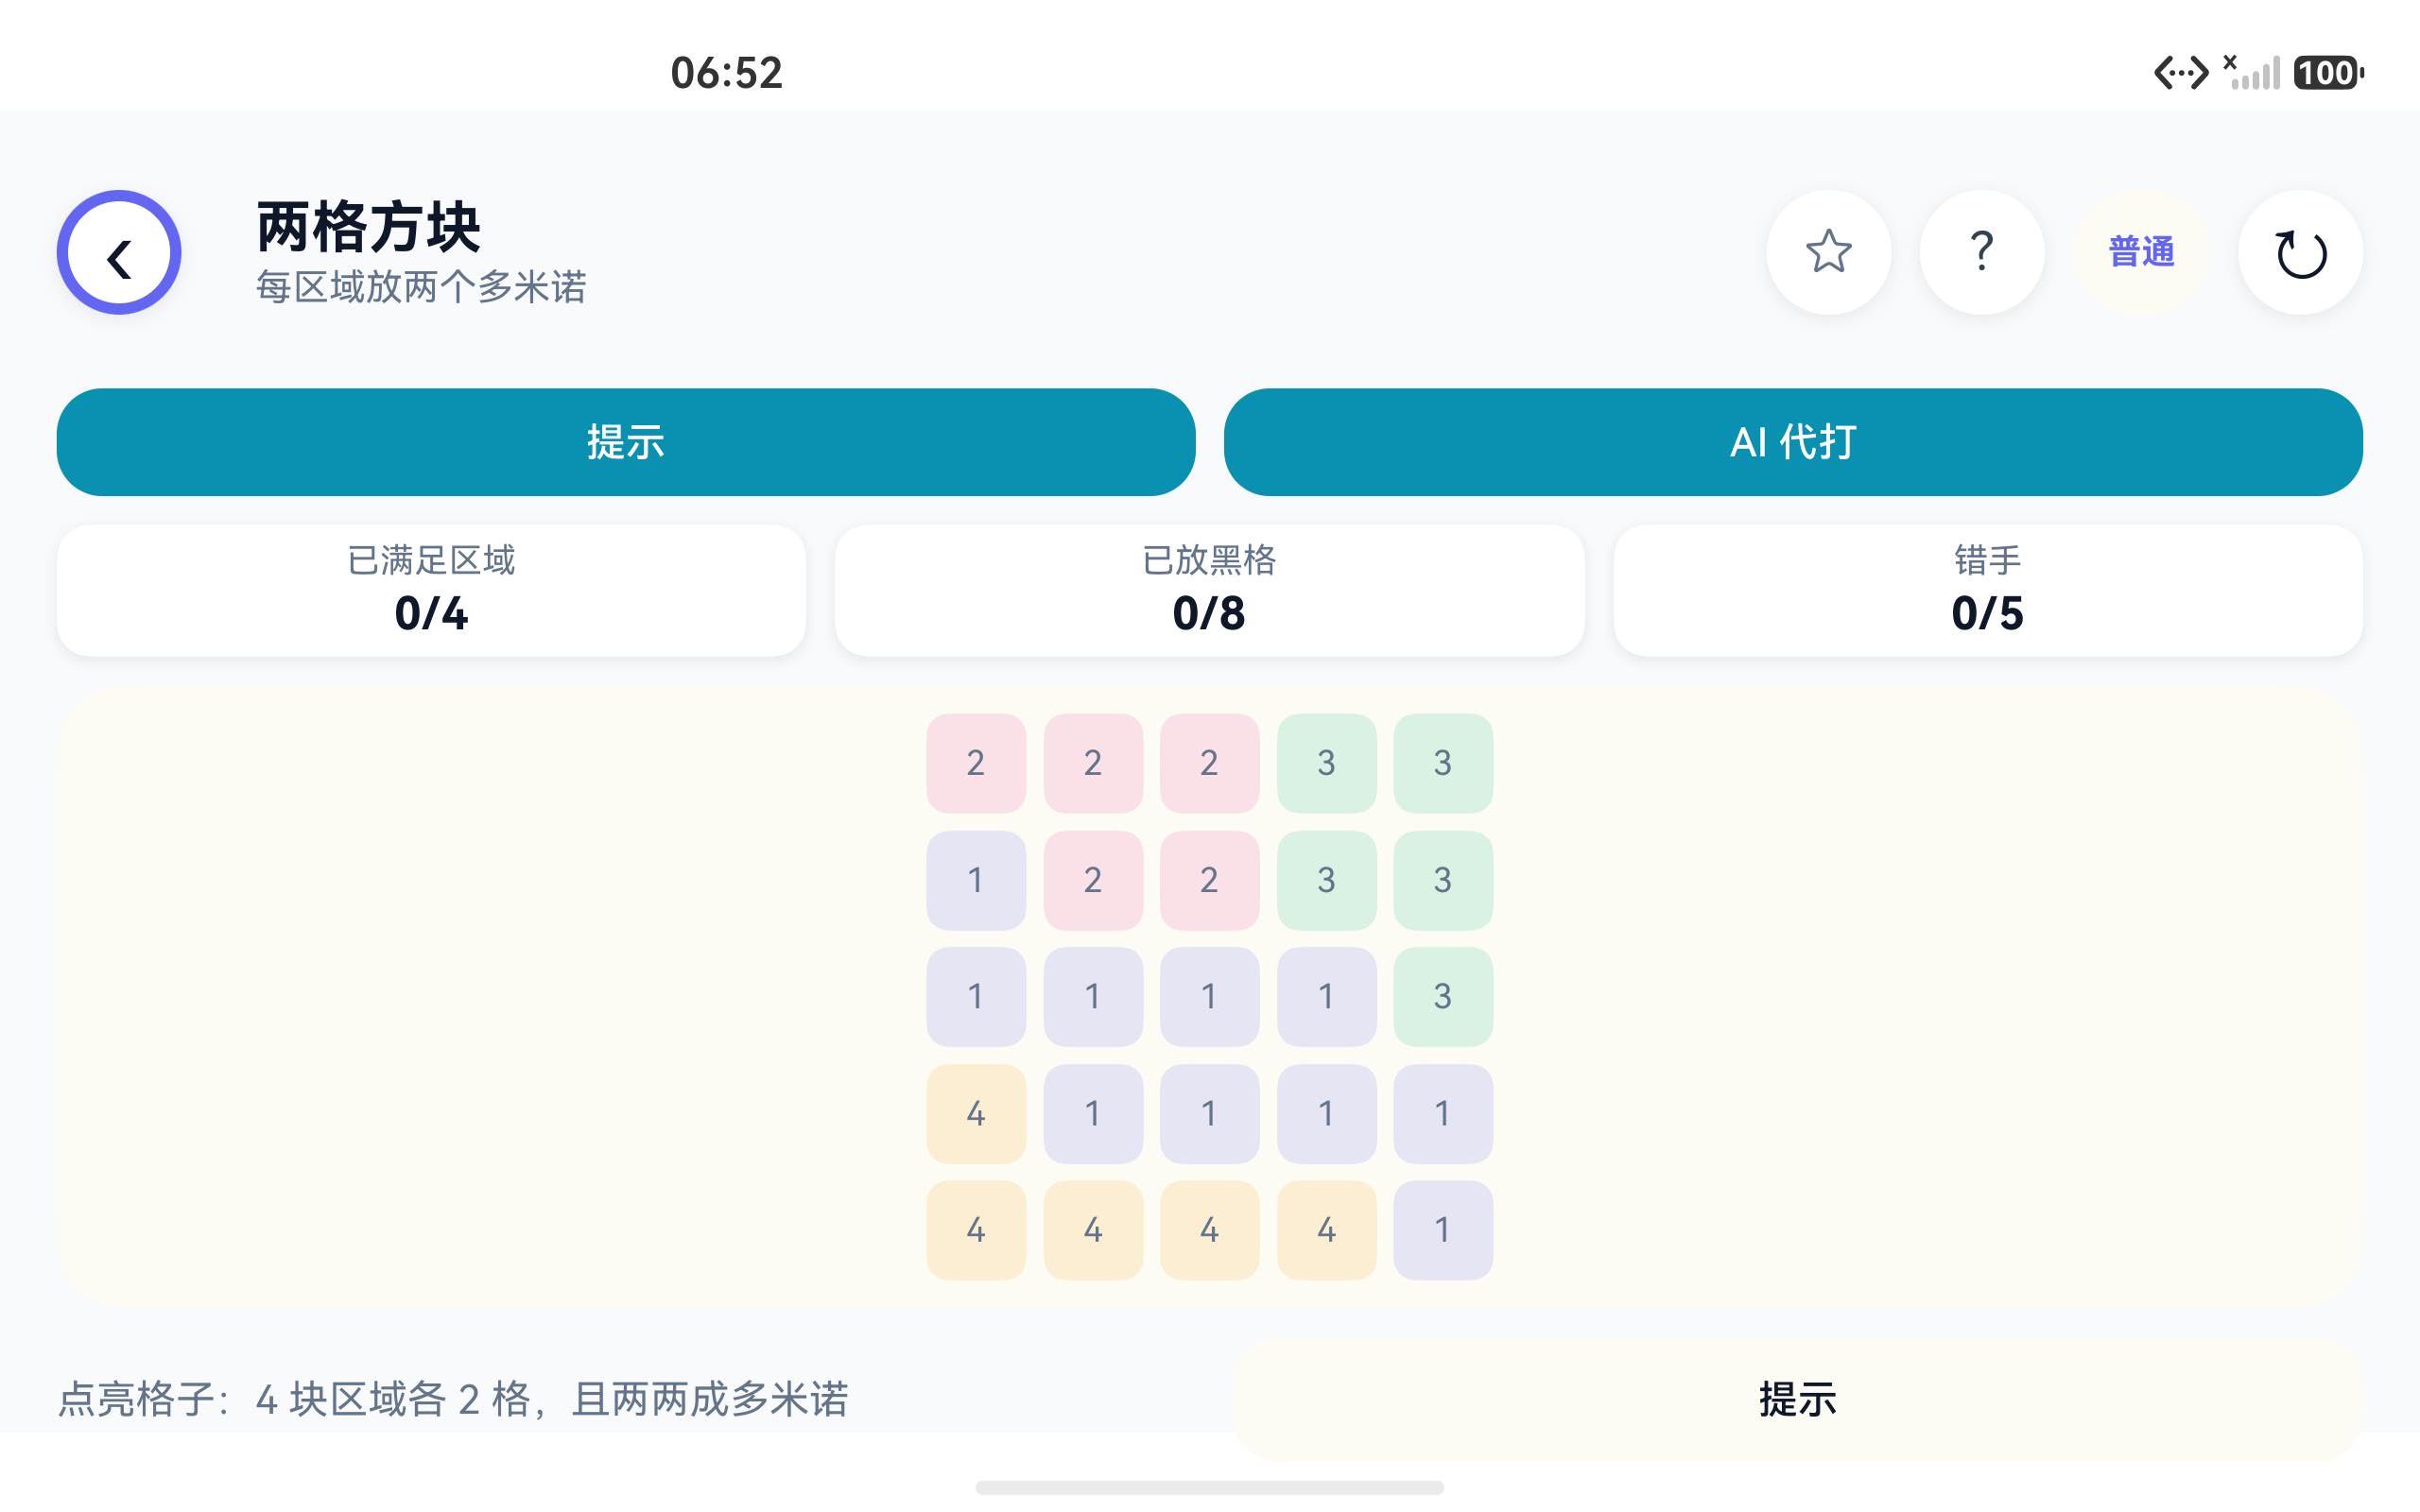 06:52
100
两格方块
每区域放两个多米诺
?
普通
提示
AI 代打
已满足区域
0/4
已放黑格
0/8
错手
0/5
2 2 2 3 3
1 2 2 3 3
1 1 1 1 3
4 1 1 1 1
4 4 4 4 1
点亮格子：4 块区域各 2 格，且两两成多米诺
提示